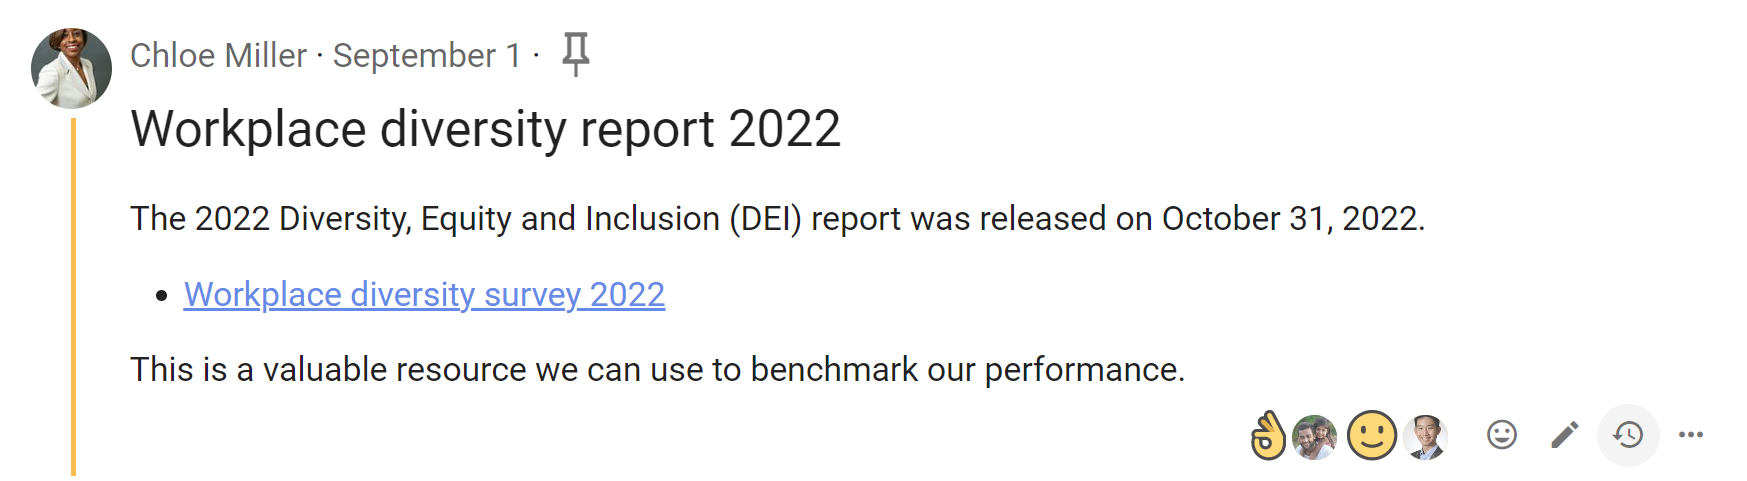 Chloe Miller · September 1 ·
Workplace diversity report 2022
The 2022 Diversity, Equity and Inclusion (DEI) report was released on October 31, 2022.
• Workplace diversity survey 2022
This is a valuable resource we can use to benchmark our performance.